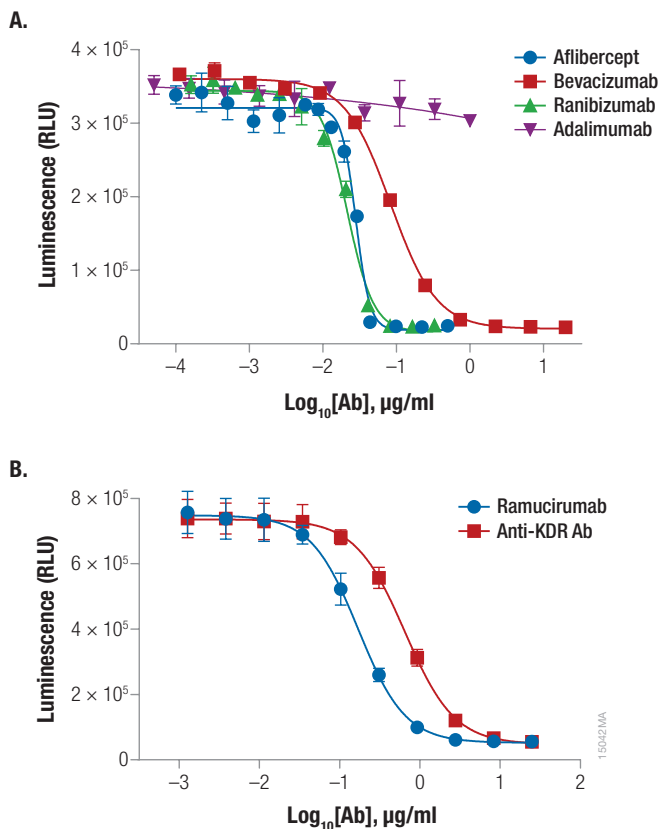 A.
4 × 10⁵
3 × 10⁵
2 × 10⁵
1 × 10⁵
0
Luminescence (RLU)
–4 –3 –2 –1 0 1
Log₁₀[Ab], µg/ml
Aflibercept
Bevacizumab
Ranibizumab
Adalimumab
B.
8 × 10⁵
6 × 10⁵
4 × 10⁵
2 × 10⁵
0
Luminescence (RLU)
–3 –2 –1 0 1 2
Log₁₀[Ab], µg/ml
Ramucirumab
Anti-KDR Ab
15042MA